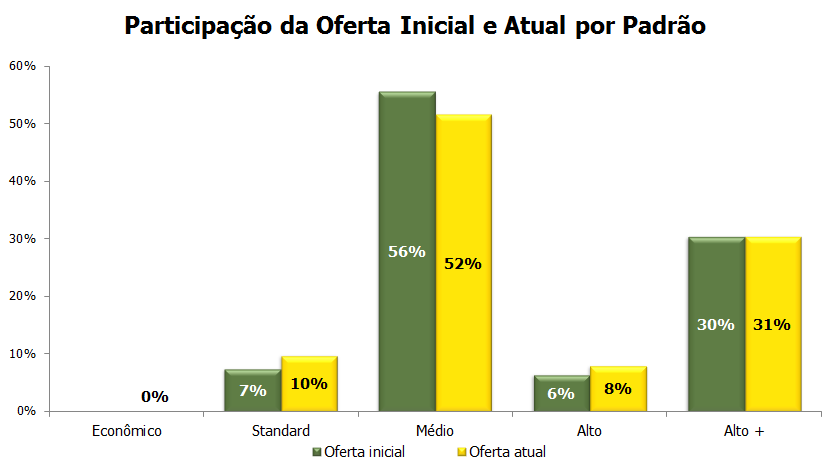 Participação da Oferta Inicial e Atual por Padrão
60%
50%
40%
30%
20%
10%
0%
0%
7%
10%
56%
52%
6%
8%
30%
31%
Econômico
Standard
Médio
Alto
Alto +
Oferta inicial
Oferta atual